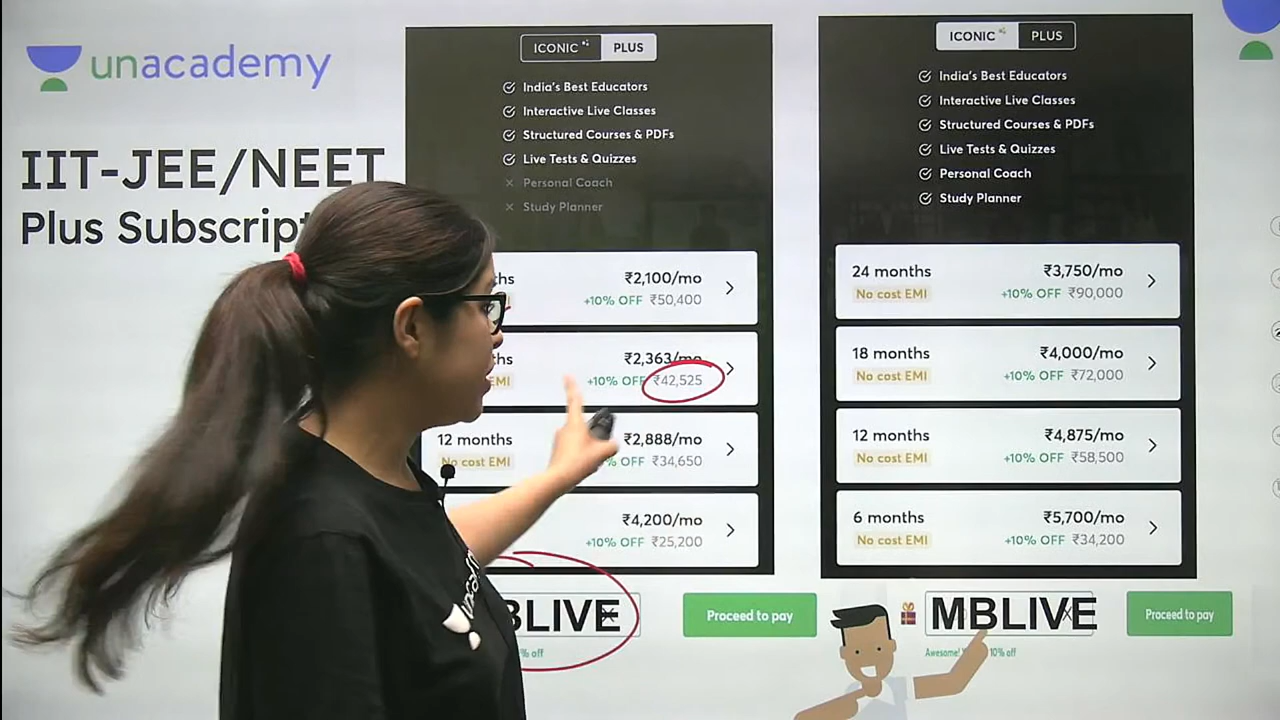 unacademy
IIT-JEE/NEET
Plus
ICONIC PLUS
India's Best Educators
Interactive Live Classes
Structured Courses & PDFs
Live Tests & Quizzes
Personal Coach
Study Planner
₹2,100/mo
+10% OFF ₹50,400
₹2,363/mo
EMI +10% OFF ₹42,525
12 months ₹2,888/mo
No cost EMI OFF ₹34,650
₹4,200/mo
+10% OFF ₹25,200
BLIVE
% off
Proceed to pay
ICONIC PLUS
India's Best Educators
Interactive Live Classes
Structured Courses & PDFs
Live Tests & Quizzes
Personal Coach
Study Planner
24 months ₹3,750/mo
No cost EMI +10% OFF ₹90,000
18 months ₹4,000/mo
No cost EMI +10% OFF ₹72,000
12 months ₹4,875/mo
No cost EMI +10% OFF ₹58,500
6 months ₹5,700/mo
No cost EMI +10% OFF ₹34,200
MBLIVE
Awesome! 10% off
Proceed to pay